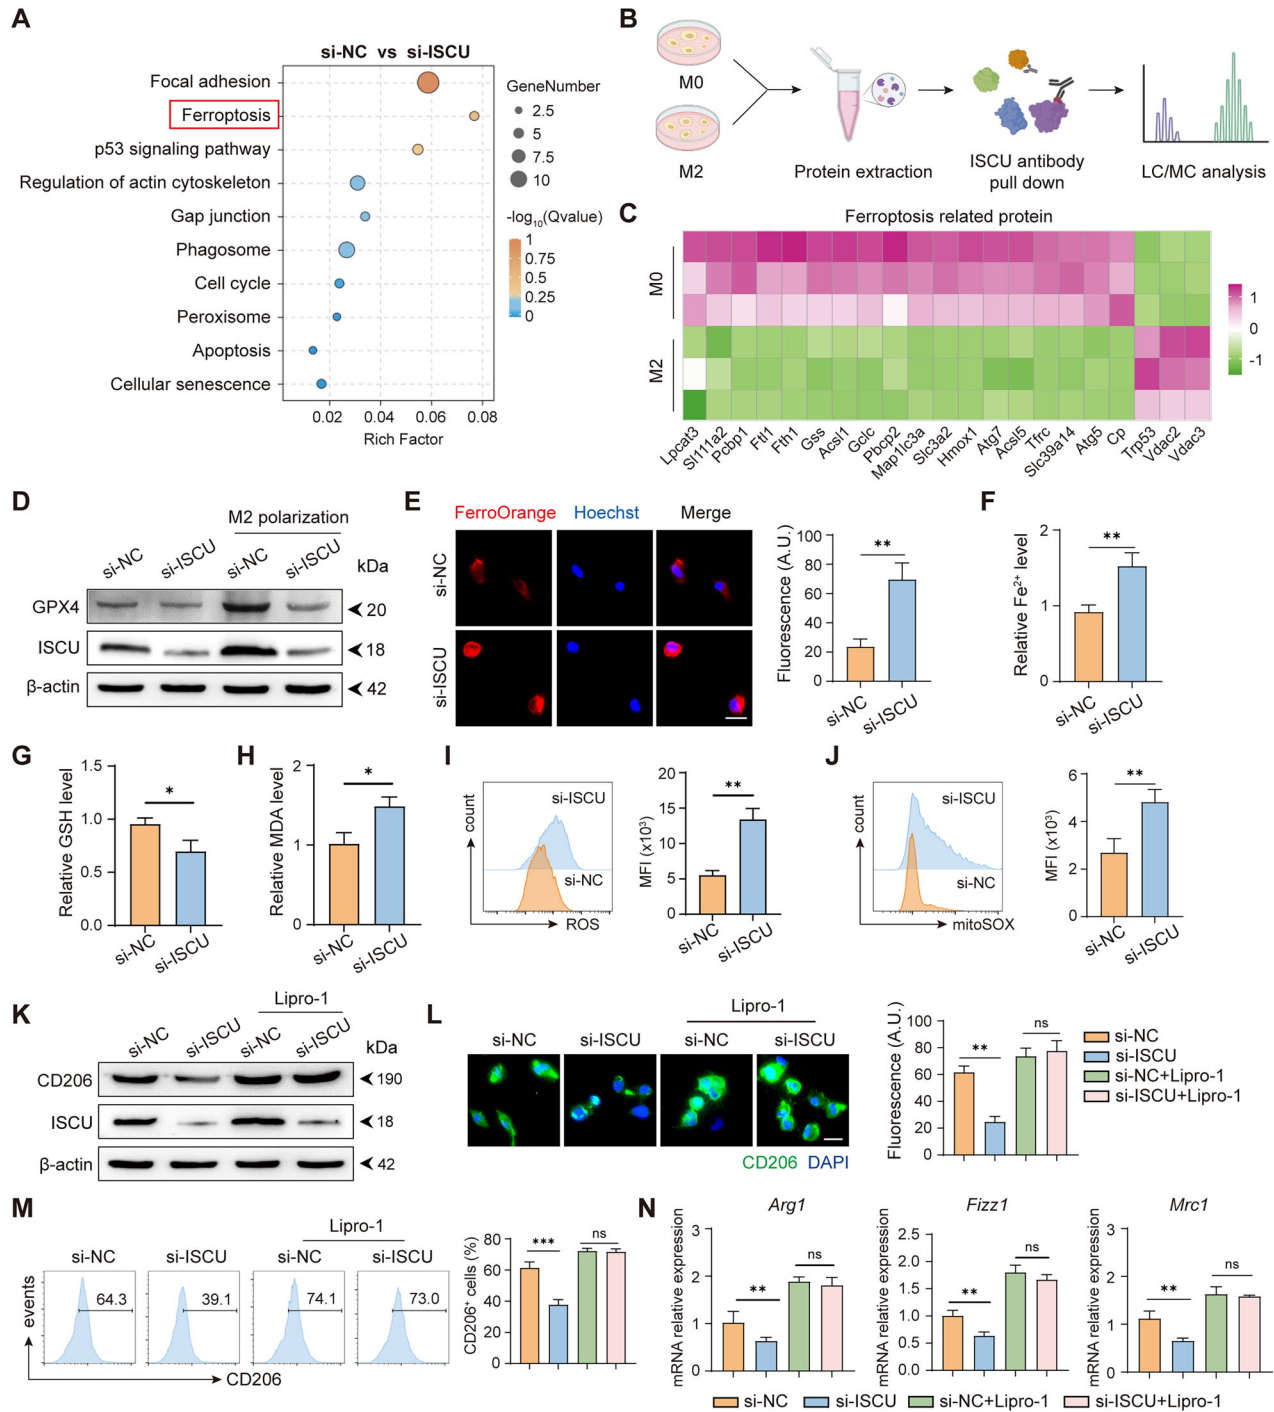 A
si-NC vs si-ISCU
Focal adhesion
Ferroptosis
p53 signaling pathway
Regulation of actin cytoskeleton
Gap junction
Phagosome
Cell cycle
Peroxisome
Apoptosis
Cellular senescence
0.02 0.04 0.06 0.08
Rich Factor
GeneNumber
2.5
5
7.5
10
-log10(Qvalue)
1
0.75
0.5
0.25
0
B
M0
M2
Protein extraction
ISCU antibody
pull down
LC/MC analysis
C
Ferroptosis related protein
M0
M2
1
0
-1
Lpcat3 Sl111a2 Pcbp1 Ftl1 Fth1 Gss Acsl1 Gclc Pbcp2 Map1lc3a Slc3a2 Hmox1 Atg7 Acsl5 Tfrc Slc39a14 Atg5 Cp Trp53 Vdac2 Vdac3
D
M2 polarization
si-NC si-ISCU si-NC si-ISCU kDa
GPX4 20
ISCU 18
β-actin 42
E
FerroOrange Hoechst Merge
si-NC
si-ISCU
Fluorescence (A.U.)
100
80
60
40
20
0
**
si-NC si-ISCU
F
Relative Fe2+ level
2
1
0
**
si-NC si-ISCU
G
Relative GSH level
1.5
1.0
0.5
0.0
*
si-NC si-ISCU
H
Relative MDA level
2
1
0
*
si-NC si-ISCU
I
count
si-ISCU
si-NC
ROS
MFI (x10³)
20
15
10
5
0
**
si-NC si-ISCU
J
count
si-ISCU
si-NC
mitoSOX
MFI (x10³)
6
4
2
0
**
si-NC si-ISCU
K
Lipro-1
si-NC si-ISCU si-NC si-ISCU kDa
CD206 190
ISCU 18
β-actin 42
L
Lipro-1
si-NC si-ISCU si-NC si-ISCU
CD206 DAPI
Fluorescence (A.U.)
100
80
60
40
20
0
** ns
si-NC
si-ISCU
si-NC+Lipro-1
si-ISCU+Lipro-1
M
Lipro-1
si-NC si-ISCU si-NC si-ISCU
events
64.3 39.1 74.1 73.0
CD206
CD206+ cells (%)
80
60
40
20
0
*** ns
N
Arg1
mRNA relative expression
3
2
1
0
** ns
Fizz1
mRNA relative expression
2.5
2.0
1.5
1.0
0.5
0.0
** ns
Mrc1
mRNA relative expression
3
2
1
0
** ns
si-NC si-ISCU si-NC+Lipro-1 si-ISCU+Lipro-1